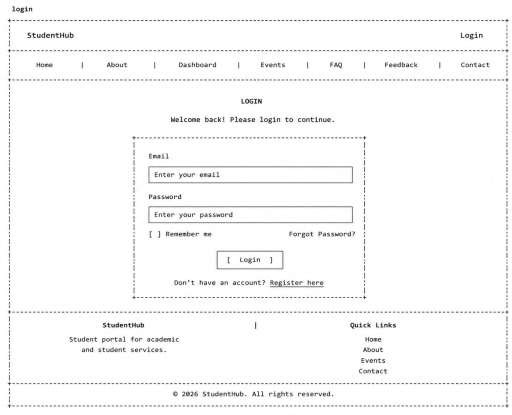 login
StudentHub Login
Home | About | Dashboard | Events | FAQ | Feedback | Contact
LOGIN
Welcome back! Please login to continue.
Email
Enter your email
Password
Enter your password
[ ] Remember me Forgot Password?
[ Login ]
Don't have an account? Register here
StudentHub | Quick Links
Student portal for academic Home
and student services. About
Events
Contact
© 2026 StudentHub. All rights reserved.